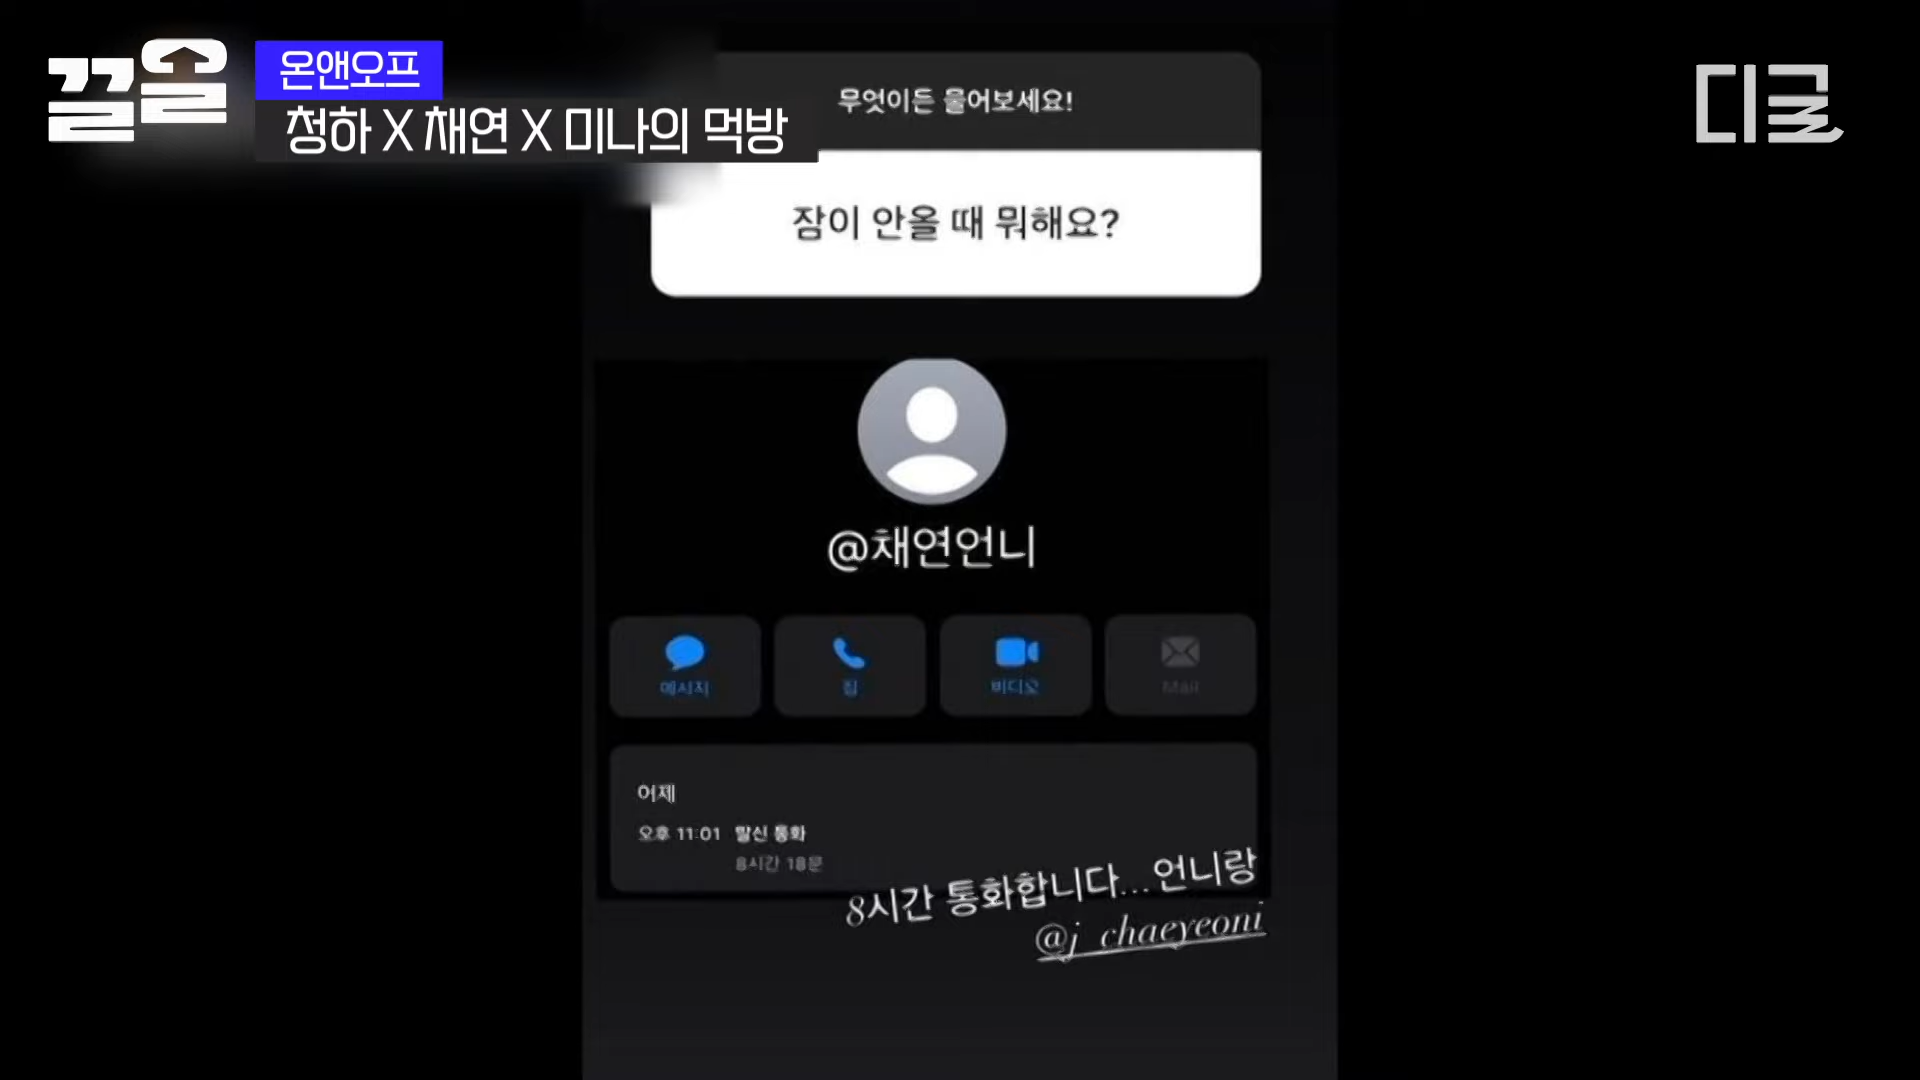 끌올
온앤오프
청하 X 채연 X 미나의 먹방
디글
무엇이든 물어보세요!
잠이 안올 때 뭐해요?
@채연언니
메시지
집
비디오
Mail
어제
오후 11:01 발신 통화
8시간 18분
8시간 통화합니다...언니랑
@j_chaeyeoni